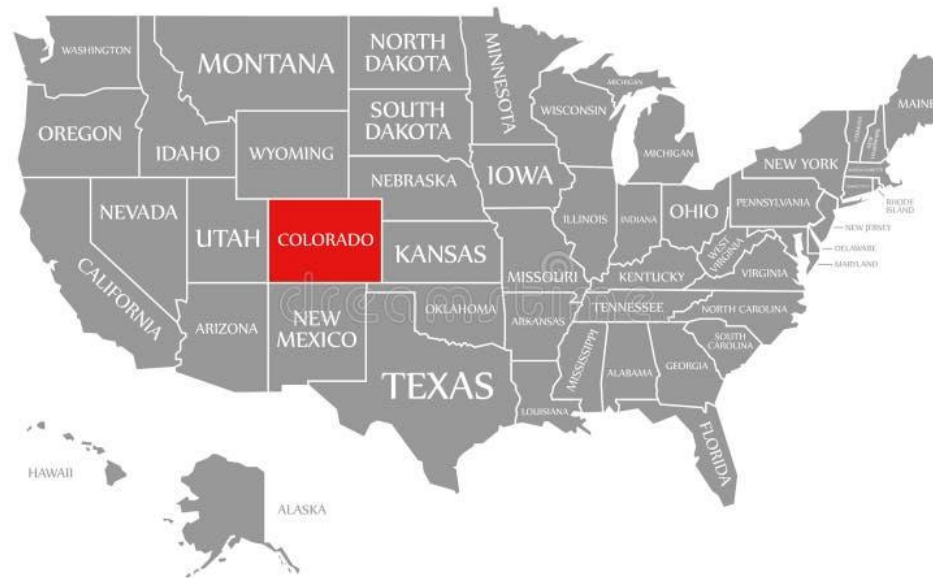 WASHINGTON
MONTANA
NORTH
DAKOTA
MINNESOTA
MICHIGAN
MAINE
OREGON
IDAHO
WYOMING
SOUTH
DAKOTA
WISCONSIN
MICHIGAN
NEW YORK
NEBRASKA
IOWA
NEVADA
UTAH
COLORADO
KANSAS
ILLINOIS
INDIANA
OHIO
PENNSYLVANIA
RHODE
ISLAND
NEW JERSEY
DELAWARE
MARYLAND
CALIFORNIA
MISSOURI
KENTUCKY
WEST
VIRGINIA
VIRGINIA
ARIZONA
NEW
MEXICO
OKLAHOMA
ARKANSAS
TENNESSEE
NORTH CAROLINA
SOUTH
CAROLINA
TEXAS
LOUISIANA
MISSISSIPPI
ALABAMA
GEORGIA
FLORIDA
HAWAII
ALASKA
dreamstime